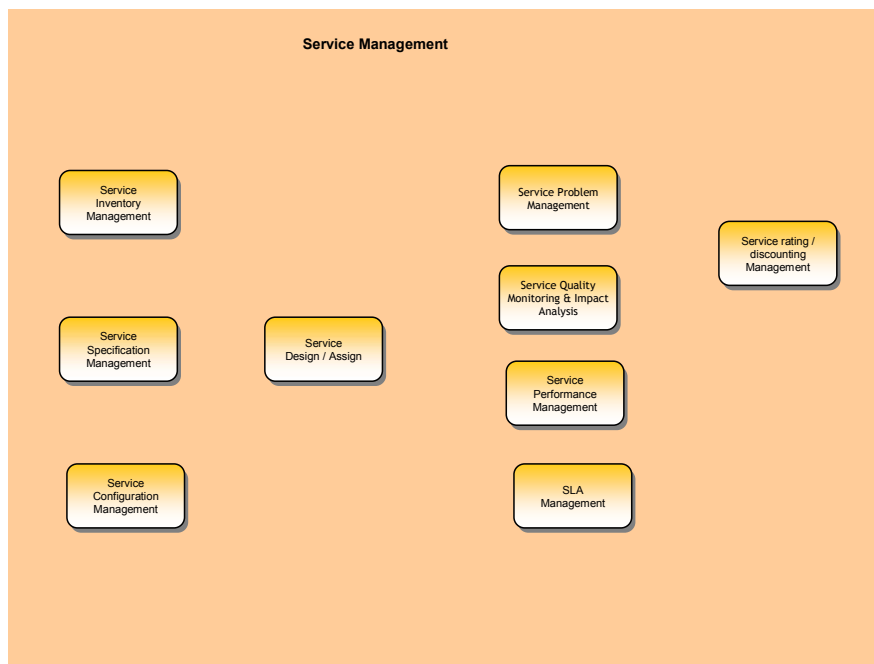 Service Management
Service
Inventory
Management
Service
Specification
Management
Service
Configuration
Management
Service
Design / Assign
Service Problem
Management
Service Quality
Monitoring & Impact
Analysis
Service
Performance
Management
SLA
Management
Service rating /
discounting
Management